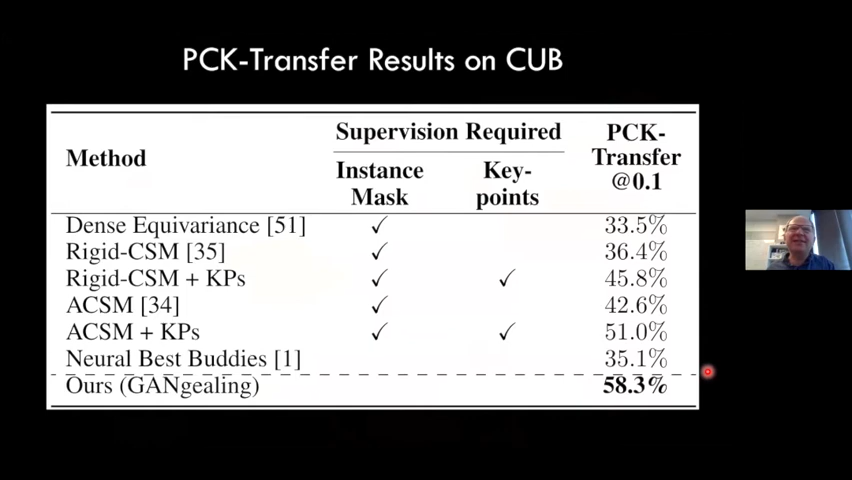 PCK-Transfer Results on CUB
Supervision Required
PCK-
Method
Transfer
Instance
Key-
@0.1
Mask
points
Dense Equivariance [51] ✓ 33.5%
Rigid-CSM [35] ✓ 36.4%
Rigid-CSM + KPs ✓ ✓ 45.8%
ACSM [34] ✓ 42.6%
ACSM + KPs ✓ ✓ 51.0%
Neural Best Buddies [1] 35.1%
Ours (GANgealing) 58.3%